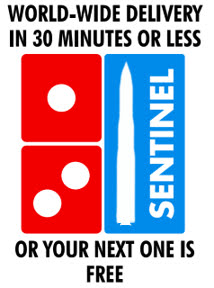 WORLD-WIDE DELIVERY
IN 30 MINUTES OR LESS
SENTINEL
OR YOUR NEXT ONE IS
FREE